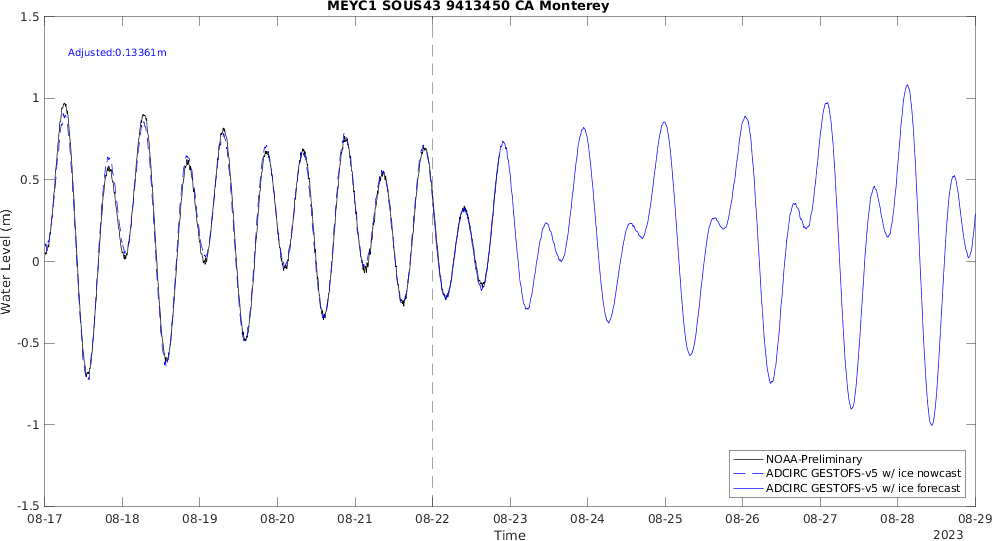 MEYC1 SOUS43 9413450 CA Monterey
Adjusted:0.13361m
1.5
1
0.5
0
-0.5
-1
-1.5
Water Level (m)
NOAA-Preliminary
ADCIRC GESTOFS-v5 w/ ice nowcast
ADCIRC GESTOFS-v5 w/ ice forecast
08-17 08-18 08-19 08-20 08-21 08-22 08-23 08-24 08-25 08-26 08-27 08-28 08-29
Time
2023